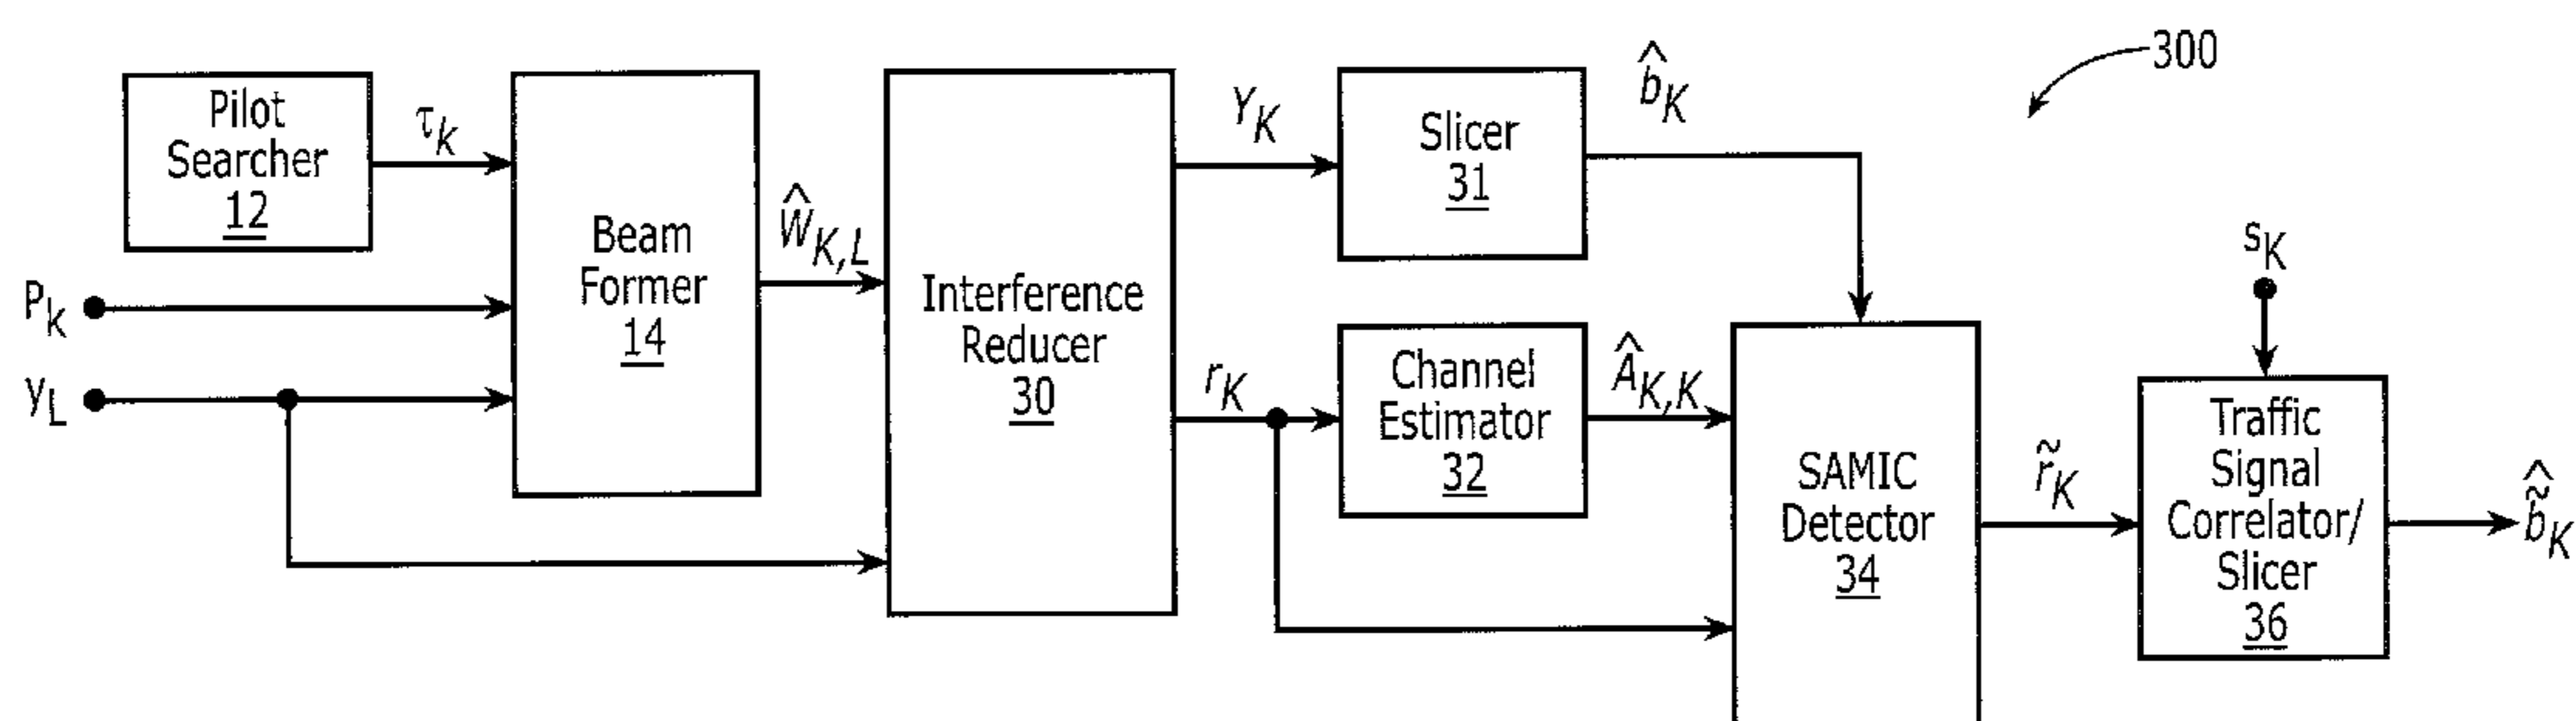 300
Pilot
Searcher
12
τk
Pk
yL
Beam
Former
14
ŴK,L
Interference
Reducer
30
YK
rK
Slicer
31
b̂K
Channel
Estimator
32
ÂK,K
SAMIC
Detector
34
r̃K
sK
Traffic
Signal
Correlator/
Slicer
36
b̃̂K